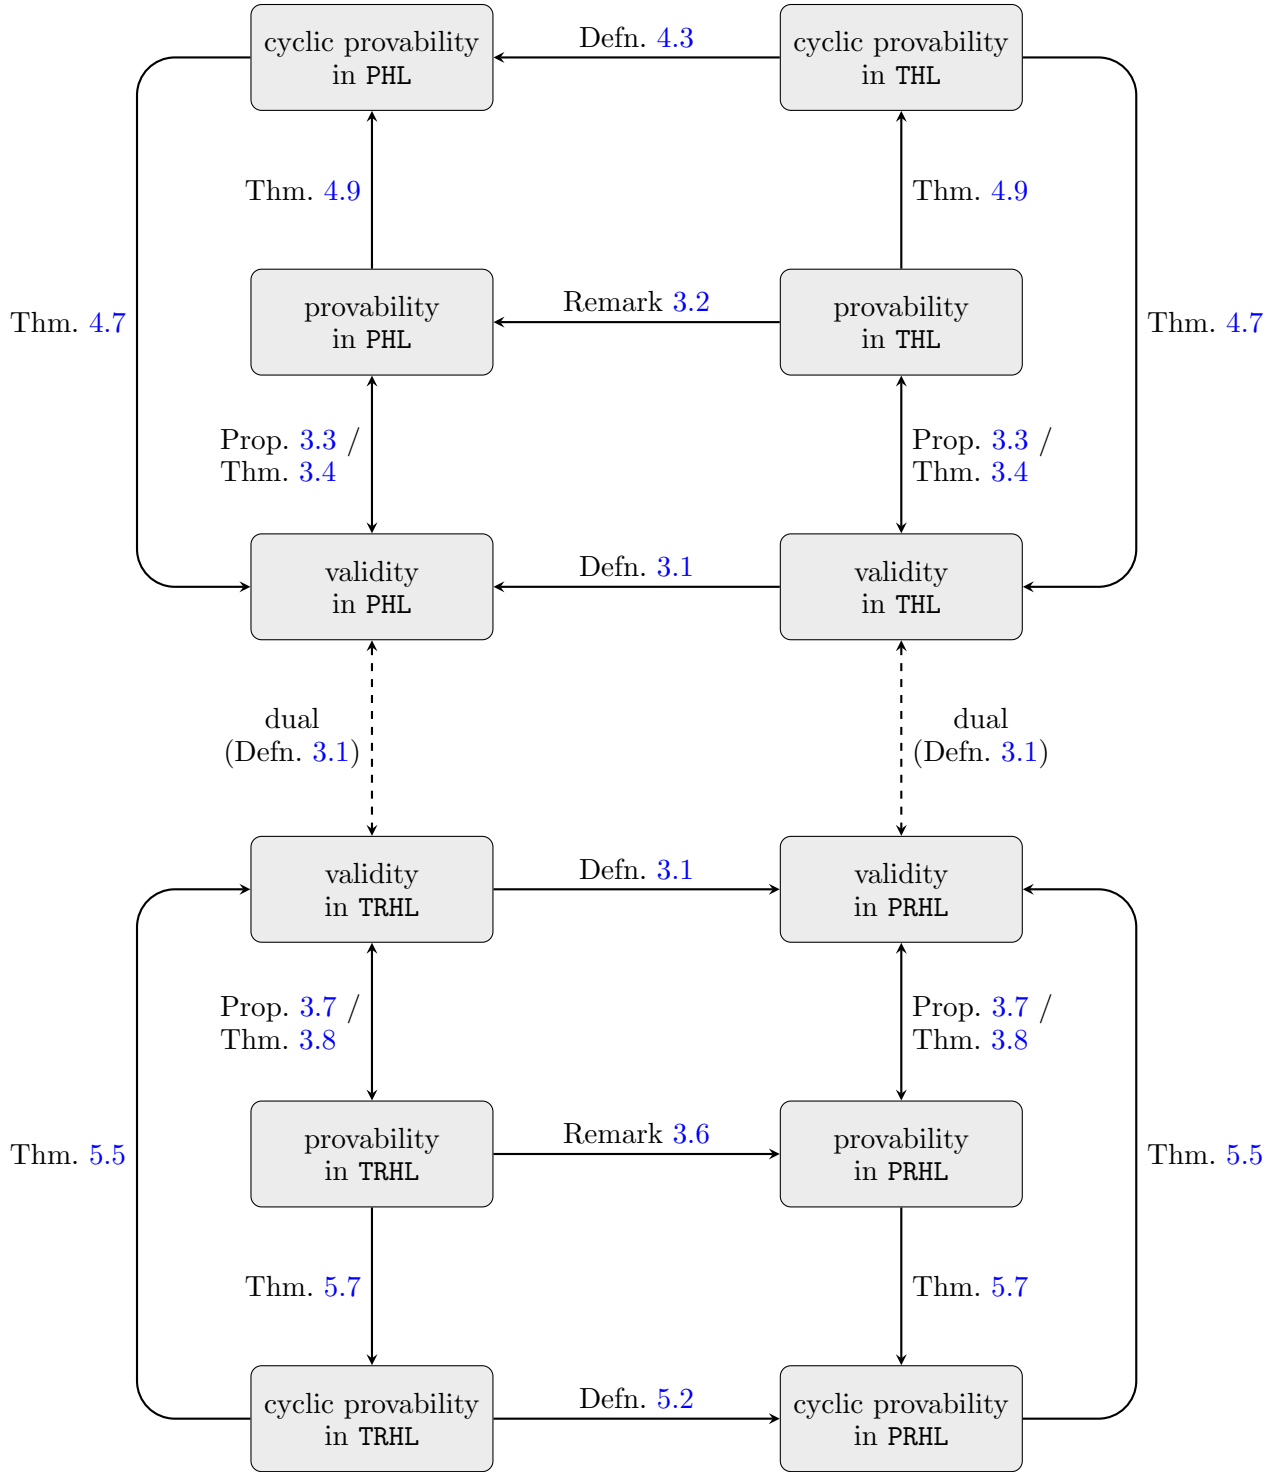 cyclic provability
in PHL
Defn. 4.3
cyclic provability
in THL
Thm. 4.9
Thm. 4.9
Thm. 4.7
provability
in PHL
Remark 3.2
provability
in THL
Thm. 4.7
Prop. 3.3 /
Thm. 3.4
Prop. 3.3 /
Thm. 3.4
validity
in PHL
Defn. 3.1
validity
in THL
dual
(Defn. 3.1)
dual
(Defn. 3.1)
validity
in TRHL
Defn. 3.1
validity
in PRHL
Prop. 3.7 /
Thm. 3.8
Prop. 3.7 /
Thm. 3.8
Thm. 5.5
provability
in TRHL
Remark 3.6
provability
in PRHL
Thm. 5.5
Thm. 5.7
Thm. 5.7
cyclic provability
in TRHL
Defn. 5.2
cyclic provability
in PRHL